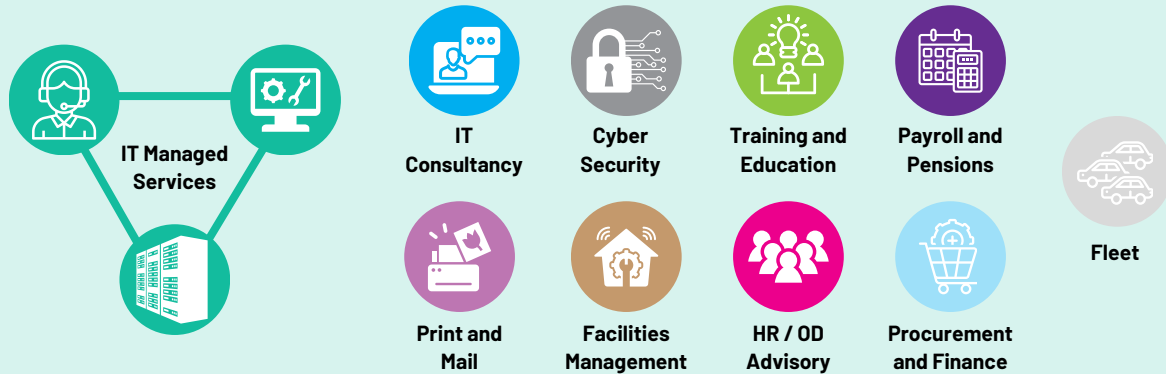 IT Managed
Services
IT
Consultancy
Cyber
Security
Training and
Education
Payroll and
Pensions
Fleet
Print and
Mail
Facilities
Management
HR / OD
Advisory
Procurement
and Finance